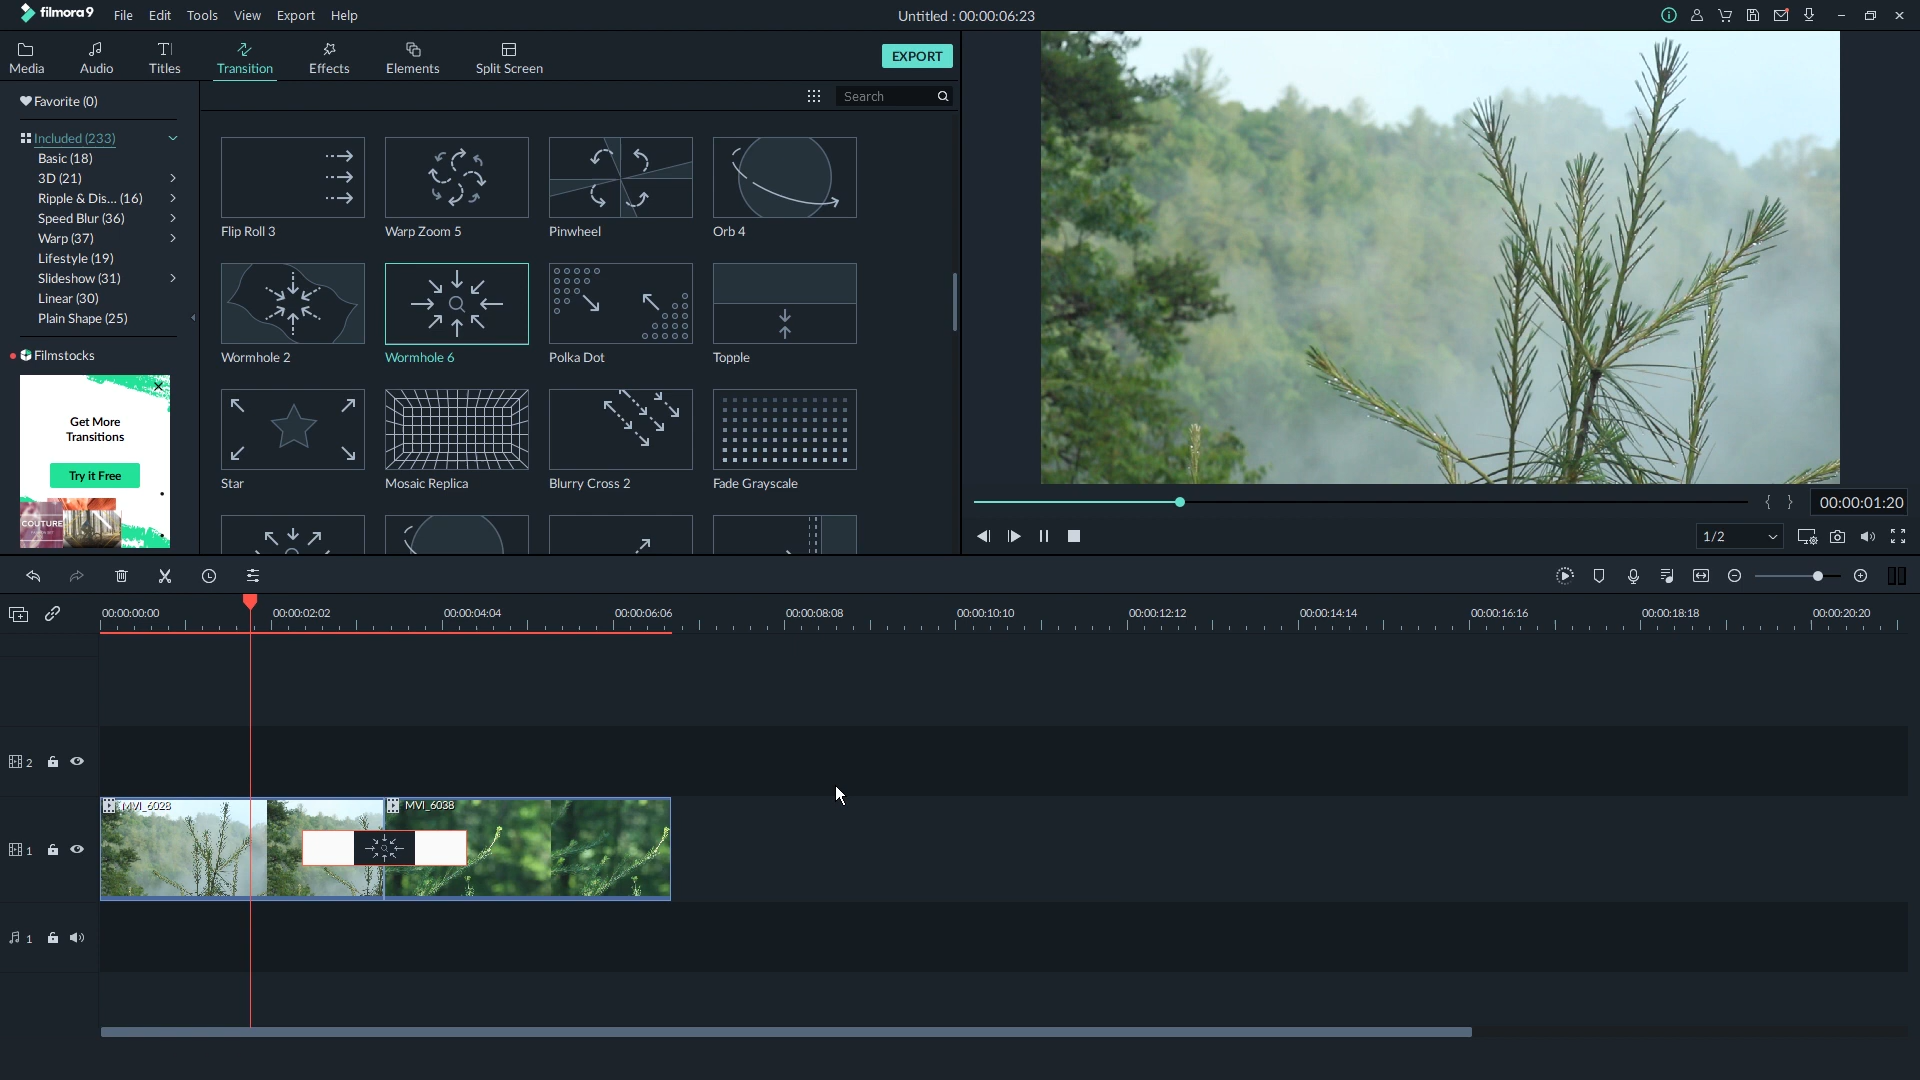 filmora9 File Edit Tools View Export Help Untitled : 00:00:06:23
Media Audio Titles Transition Effects Elements Split Screen EXPORT
Favorite (0)
Search
Included (233)
Basic (18)
3D (21)
Ripple & Dis... (16)
Speed Blur (36)
Warp (37)
Lifestyle (19)
Slideshow (31)
Linear (30)
Plain Shape (25)
Filmstocks
Get More
Transitions
Try it Free
COUTURE
Flip Roll 3 Warp Zoom 5 Pinwheel Orb 4
Wormhole 2 Wormhole 6 Polka Dot Topple
Star Mosaic Replica Blurry Cross 2 Fade Grayscale
{ } 00:00:01:20
1/2
00:00:00:00 00:00:02:02 00:00:04:04 00:00:06:06 00:00:08:08 00:00:10:10 00:00:12:12 00:00:14:14 00:00:16:16 00:00:18:18 00:00:20:20
2
MVI_6028 MVI_6038
1
1